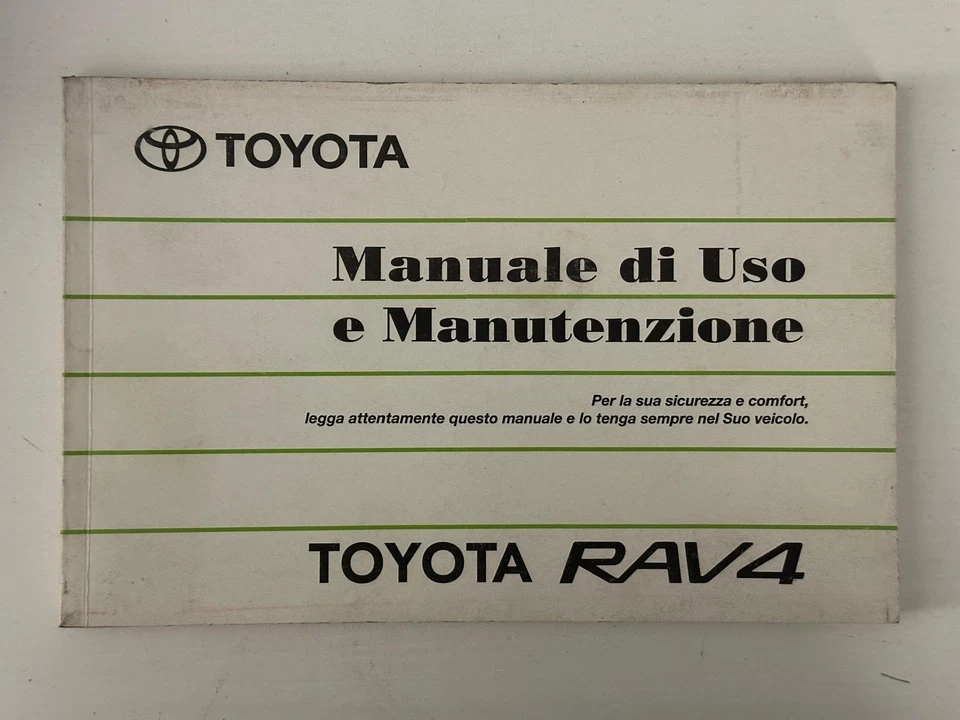 TOYOTA
Manuale di Uso
e Manutenzione
Per la sua sicurezza e comfort,
legga attentamente questo manuale e lo tenga sempre nel Suo veicolo.
TOYOTA RAV4